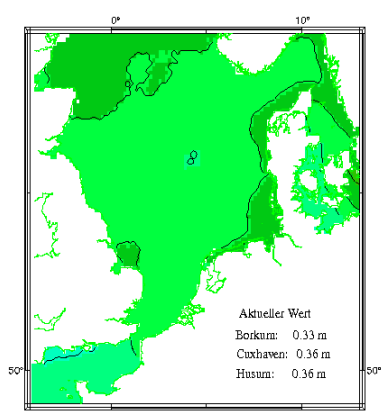 0° 10°
50° 50°
Aktueller Wert
Borkum: 0.33 m
Cuxhaven: 0.36 m
Husum: 0.36 m